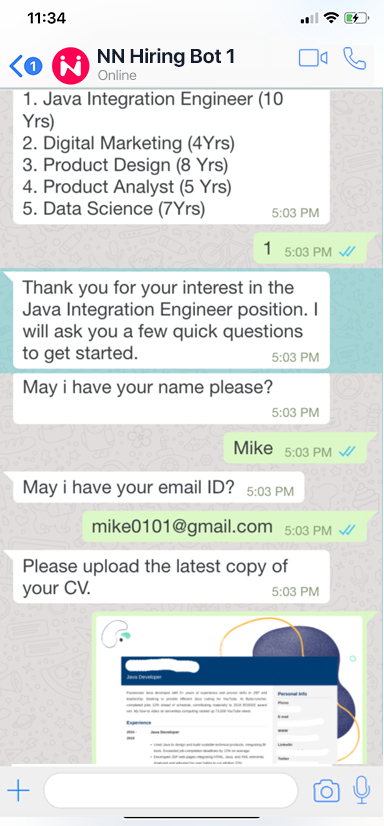 11:34
1
NN Hiring Bot 1
Online
1. Java Integration Engineer (10
Yrs)
2. Digital Marketing (4Yrs)
3. Product Design (8 Yrs)
4. Product Analyst (5 Yrs)
5. Data Science (7Yrs)
5:03 PM
1 5:03 PM
Thank you for your interest in the
Java Integration Engineer position. I
will ask you a few quick questions
to get started.
5:03 PM
May i have your name please?
5:03 PM
Mike 5:03 PM
May i have your email ID? 5:03 PM
mike0101@gmail.com 5:03 PM
Please upload the latest copy of
your CV.
5:03 PM
Java Developer
Personal Info
Phone
E-mail
Experience
Java Developer
LinkedIn
Twitter